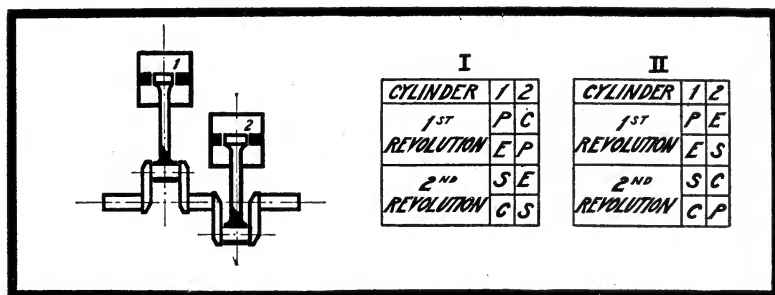 1
2
I
CYLINDER 1 2
1ST REVOLUTION P C
E P
2ND REVOLUTION S E
C S
II
CYLINDER 1 2
1ST REVOLUTION P E
E S
2ND REVOLUTION S C
C P